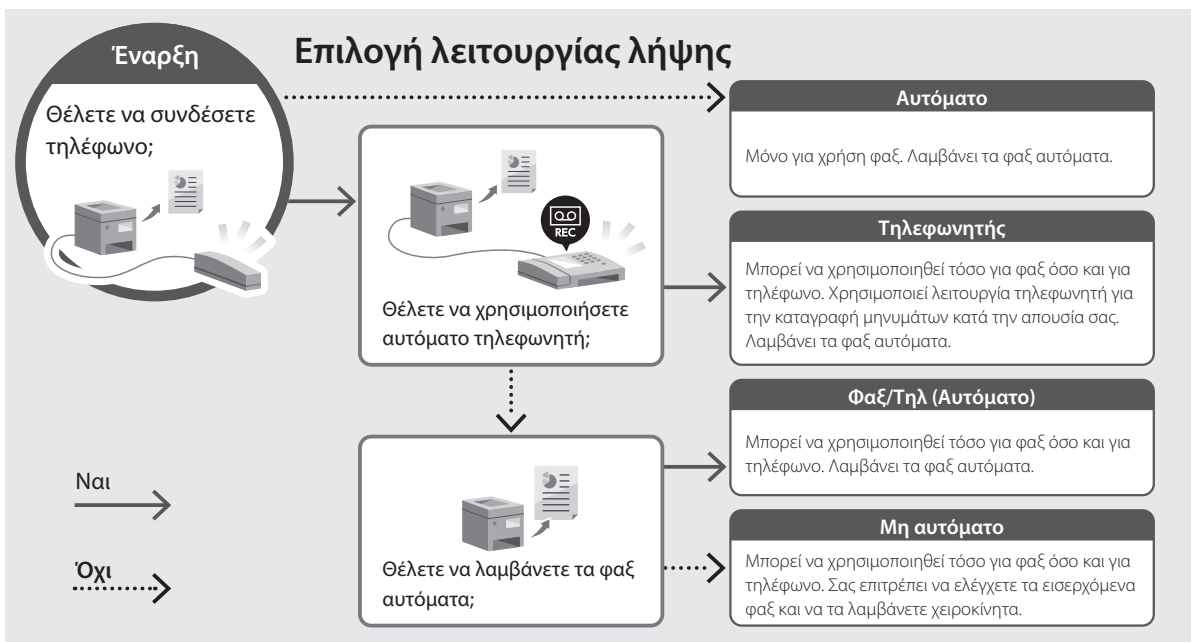 Επιλογή λειτουργίας λήψης
Έναρξη
Θέλετε να συνδέσετε
τηλέφωνο;
REC
Θέλετε να χρησιμοποιήσετε
αυτόματο τηλεφωνητή;
Θέλετε να λαμβάνετε τα φαξ
αυτόματα;
Ναι
Όχι
Αυτόματο
Μόνο για χρήση φαξ. Λαμβάνει τα φαξ αυτόματα.
Τηλεφωνητής
Μπορεί να χρησιμοποιηθεί τόσο για φαξ όσο και για
τηλέφωνο. Χρησιμοποιεί λειτουργία τηλεφωνητή για
την καταγραφή μηνυμάτων κατά την απουσία σας.
Λαμβάνει τα φαξ αυτόματα.
Φαξ/Τηλ (Αυτόματο)
Μπορεί να χρησιμοποιηθεί τόσο για φαξ όσο και για
τηλέφωνο. Λαμβάνει τα φαξ αυτόματα.
Μη αυτόματο
Μπορεί να χρησιμοποιηθεί τόσο για φαξ όσο και για
τηλέφωνο. Σας επιτρέπει να ελέγχετε τα εισερχόμενα
φαξ και να τα λαμβάνετε χειροκίνητα.